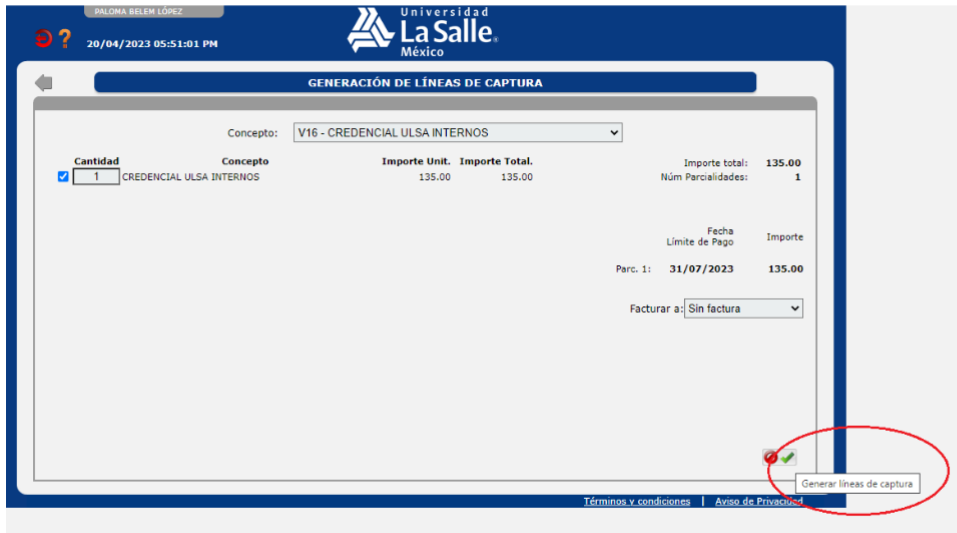 PALOMA BELEM LÓPEZ
20/04/2023 05:51:01 PM
Universidad
La Salle®
México
GENERACIÓN DE LÍNEAS DE CAPTURA
Concepto: V16 - CREDENCIAL ULSA INTERNOS
Cantidad Concepto Importe Unit. Importe Total.
1 CREDENCIAL ULSA INTERNOS 135.00 135.00
Importe total: 135.00
Núm Parcialidades: 1
Fecha
Límite de Pago Importe
Parc. 1: 31/07/2023 135.00
Facturar a: Sin factura
Generar líneas de captura
Términos y condiciones | Aviso de Privacidad